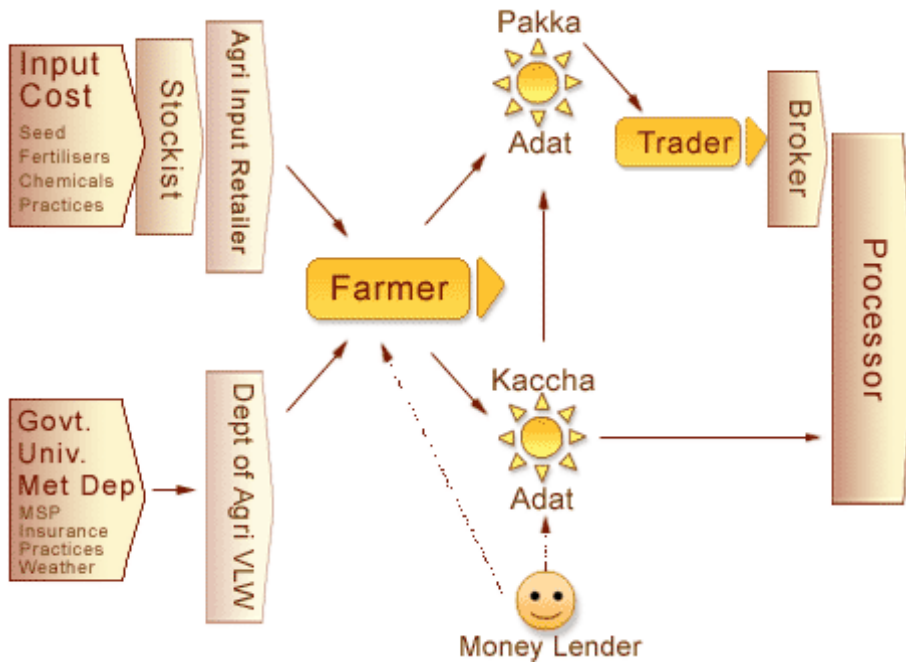 Input
Cost
Seed
Fertilisers
Chemicals
Practices
Stockist
Agri Input Retailer
Pakka
Adat
Trader
Broker
Processor
Farmer
Govt.
Univ.
Met Dep
MSP
Insurance
Practices
Weather
Dept of Agri VLW
Kaccha
Adat
Money Lender